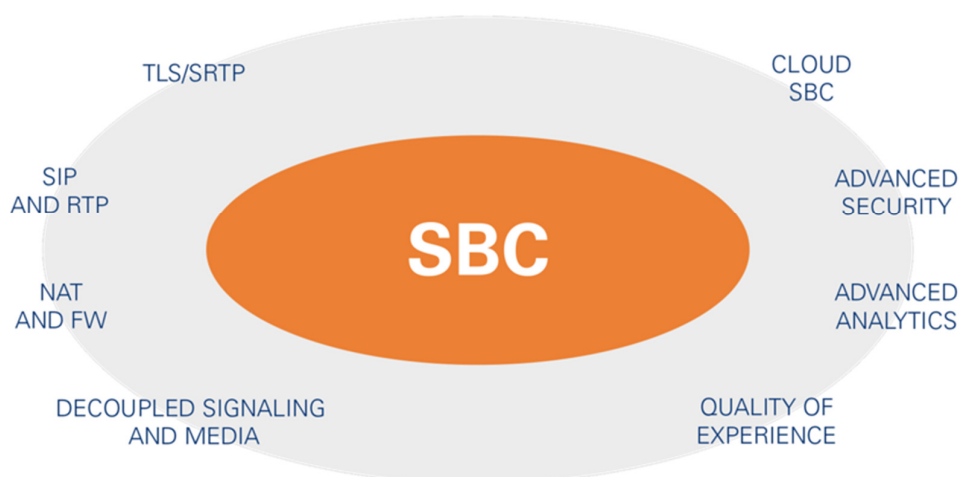 TLS/SRTP
CLOUD
SBC
SIP
AND RTP
ADVANCED
SECURITY
SBC
NAT
AND FW
ADVANCED
ANALYTICS
DECOUPLED SIGNALING
AND MEDIA
QUALITY OF
EXPERIENCE